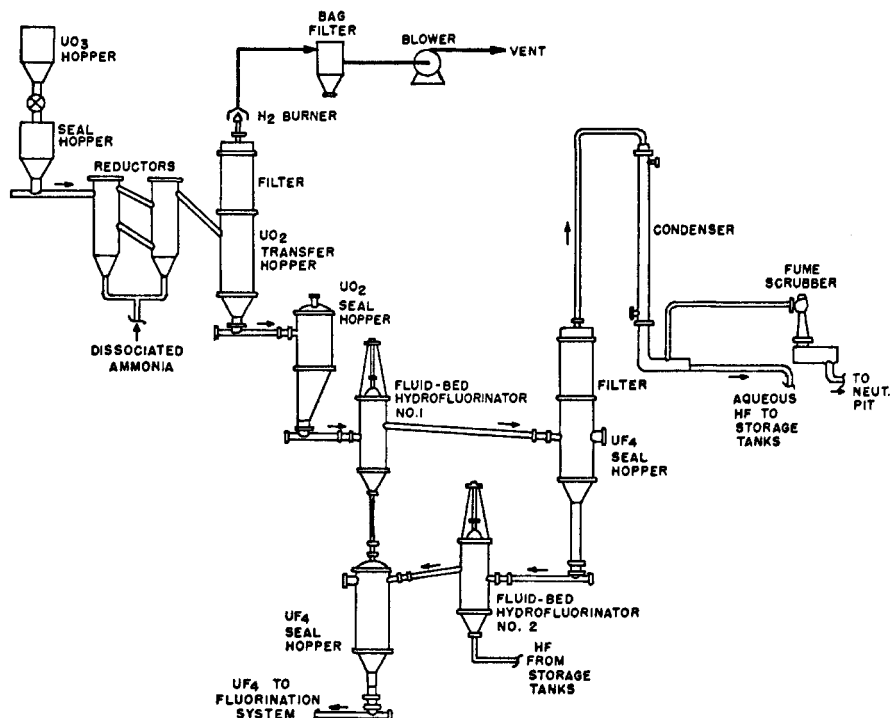 UO3
HOPPER
SEAL
HOPPER
REDUCTORS
DISSOCIATED
AMMONIA
BAG
FILTER
BLOWER
VENT
H2 BURNER
FILTER
UO2
TRANSFER
HOPPER
UO2
SEAL
HOPPER
FLUID-BED
HYDROFLUORINATOR
NO.1
CONDENSER
FUME
SCRUBBER
TO
NEUT.
PIT
AQUEOUS
HF TO
STORAGE
TANKS
FILTER
UF4
SEAL
HOPPER
FLUID-BED
HYDROFLUORINATOR
NO. 2
HF
FROM
STORAGE
TANKS
UF4
SEAL
HOPPER
UF4 TO
FLUORINATION
SYSTEM